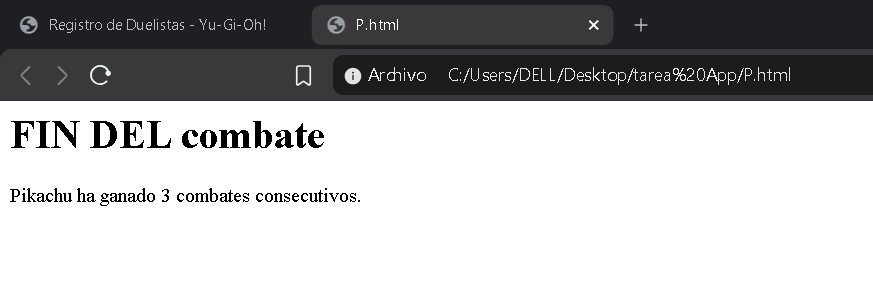 Registro de Duelistas - Yu-Gi-Oh!
P.html
Archivo C:/Users/DELL/Desktop/tarea%20App/P.html
FIN DEL combate
Pikachu ha ganado 3 combates consecutivos.